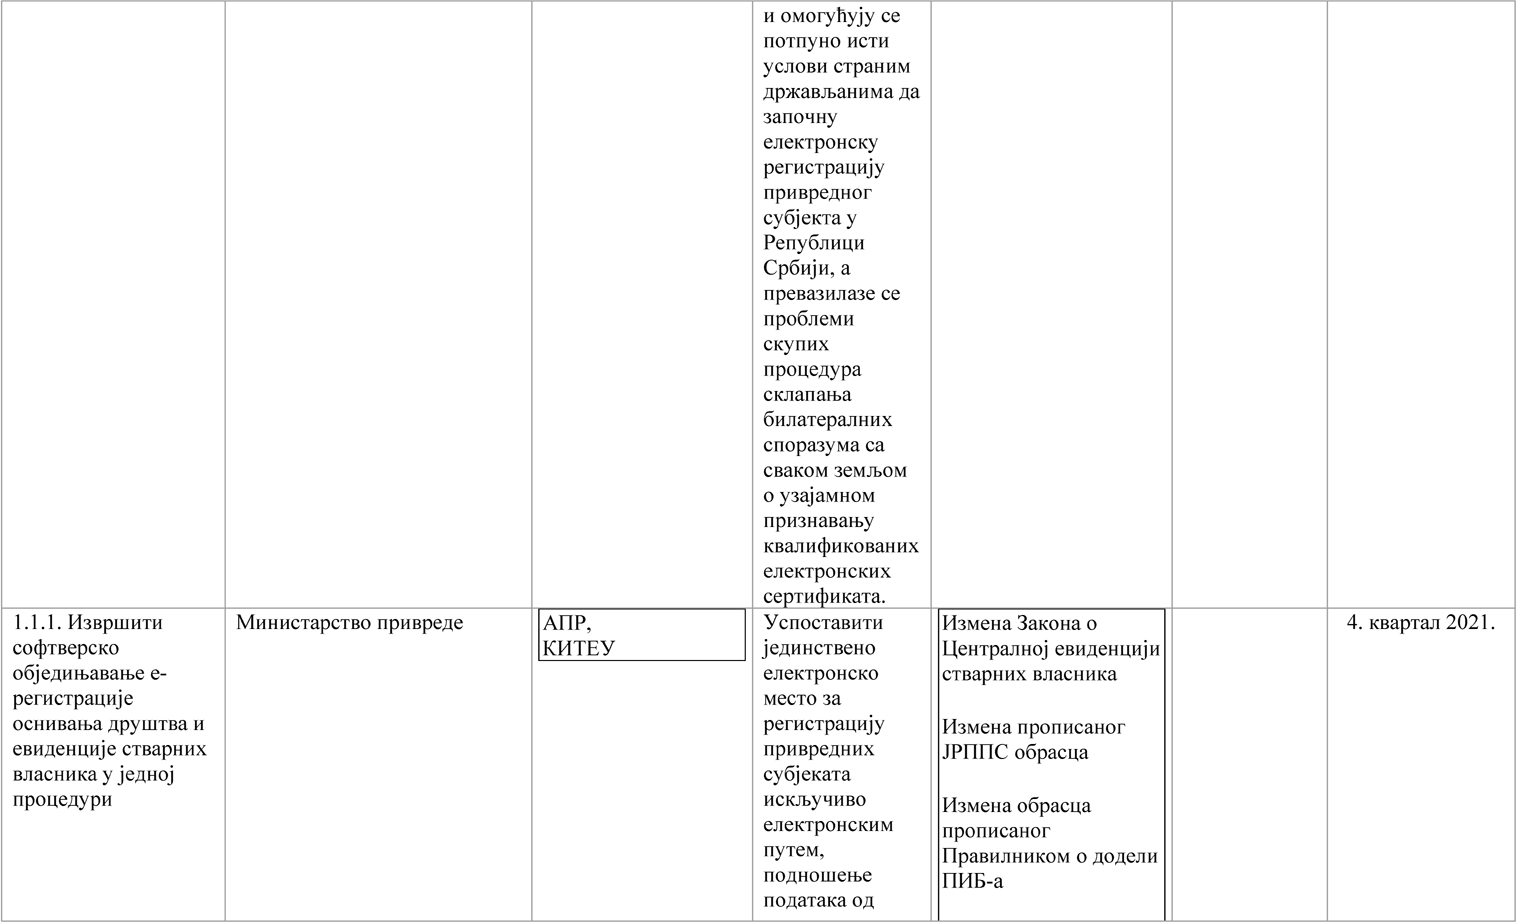 и омогућују се
потпуно исти
услови страним
држављанима да
започну
електронску
регистрацију
привредног
субјекта у
Републици
Србији, а
превазилазе се
проблеми
скупих
процедура
склапања
билатералних
споразума са
сваком земљом
о узајамном
признавању
квалификованих
електронских
сертификата.
1.1.1. Извршити
софтверско
обједињавање е-
регистрације
оснивања друштва и
евиденције стварних
власника у једној
процедури
Министарство привреде
АПР,
КИТЕУ
Успоставити
јединствено
електронско
место за
регистрацију
привредних
субјеката
искључиво
електронским
путем,
подношење
података од
Измена Закона о
Централној евиденцији
стварних власника
Измена прописаног
ЈРППС обрасца
Измена обрасца
прописаног
Правилником о додели
ПИБ-а
4. квартал 2021.